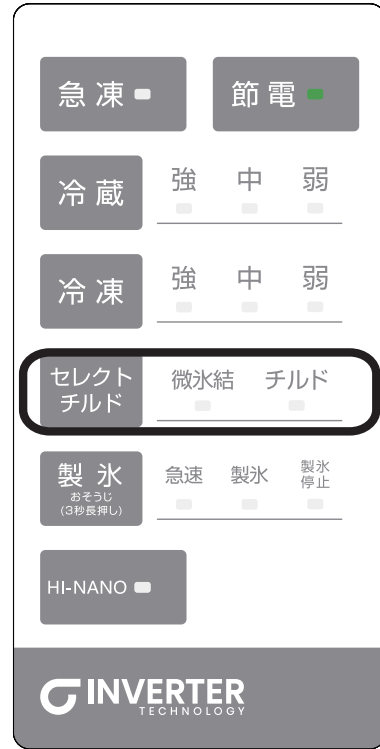 急凍
節電
冷蔵 強 中 弱
冷凍 強 中 弱
セレクト
チルド
微氷結 チルド
製氷
おそうじ
(3秒長押し)
急速 製氷 製氷
停止
HI-NANO
INVERTER
TECHNOLOGY